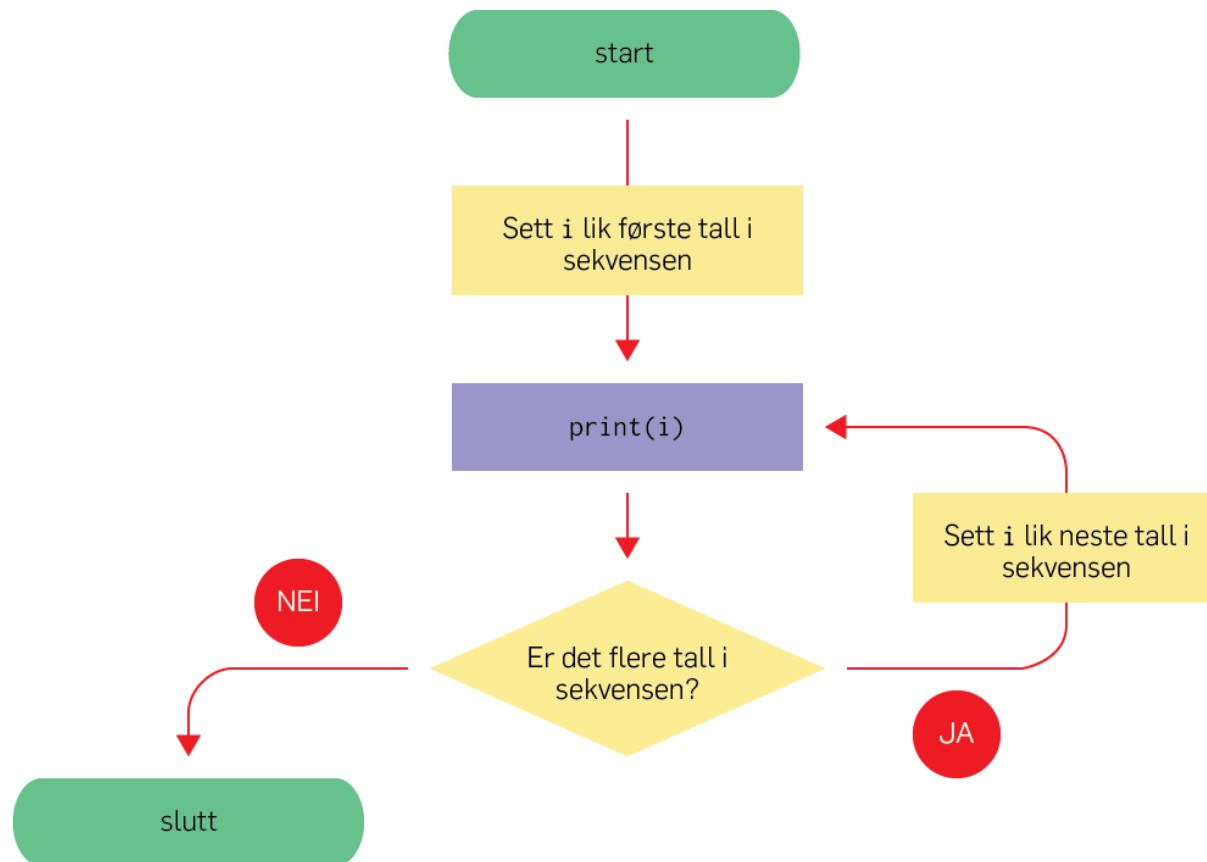 start
Sett i lik første tall i
sekvensen
print(i)
Sett i lik neste tall i
sekvensen
NEI
Er det flere tall i
sekvensen?
JA
slutt